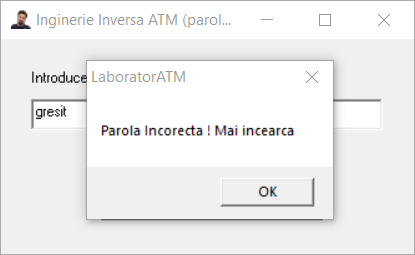 Inginerie Inversa ATM (parol...
Introduce
LaboratorATM
gresit
Parola Incorecta ! Mai incearca
OK